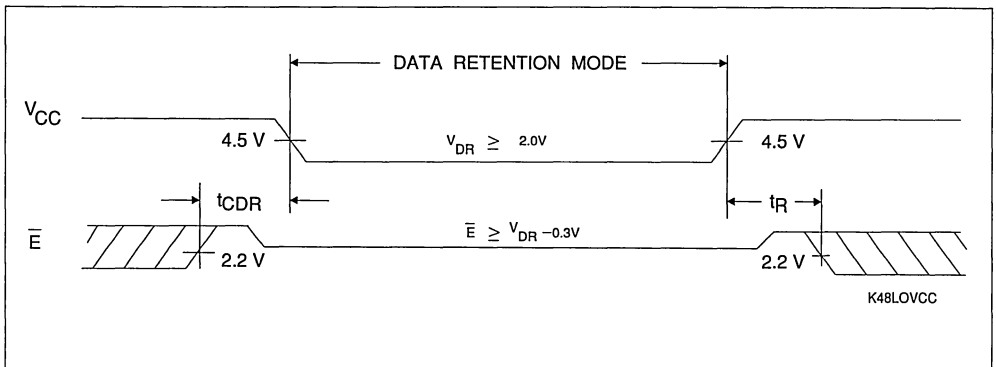 DATA RETENTION MODE
VCC
4.5 V
VDR ≥ 2.0V
4.5 V
tCDR
tR
E̅
E̅ ≥ VDR −0.3V
2.2 V
2.2 V
K48LOVCC